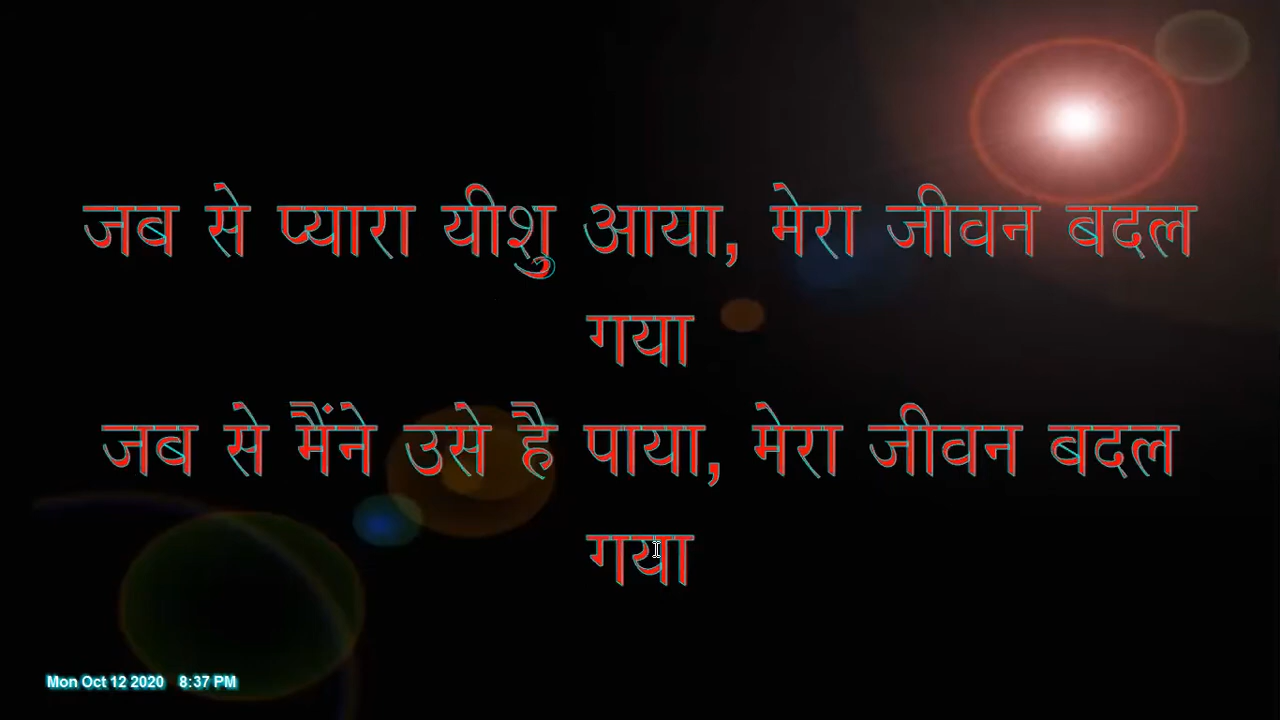 जब से प्यारा यीशु आया, मेरा जीवन बदल
गया
जब से मैंने उसे है पाया, मेरा जीवन बदल
गया
Mon Oct 12 2020 8:37 PM